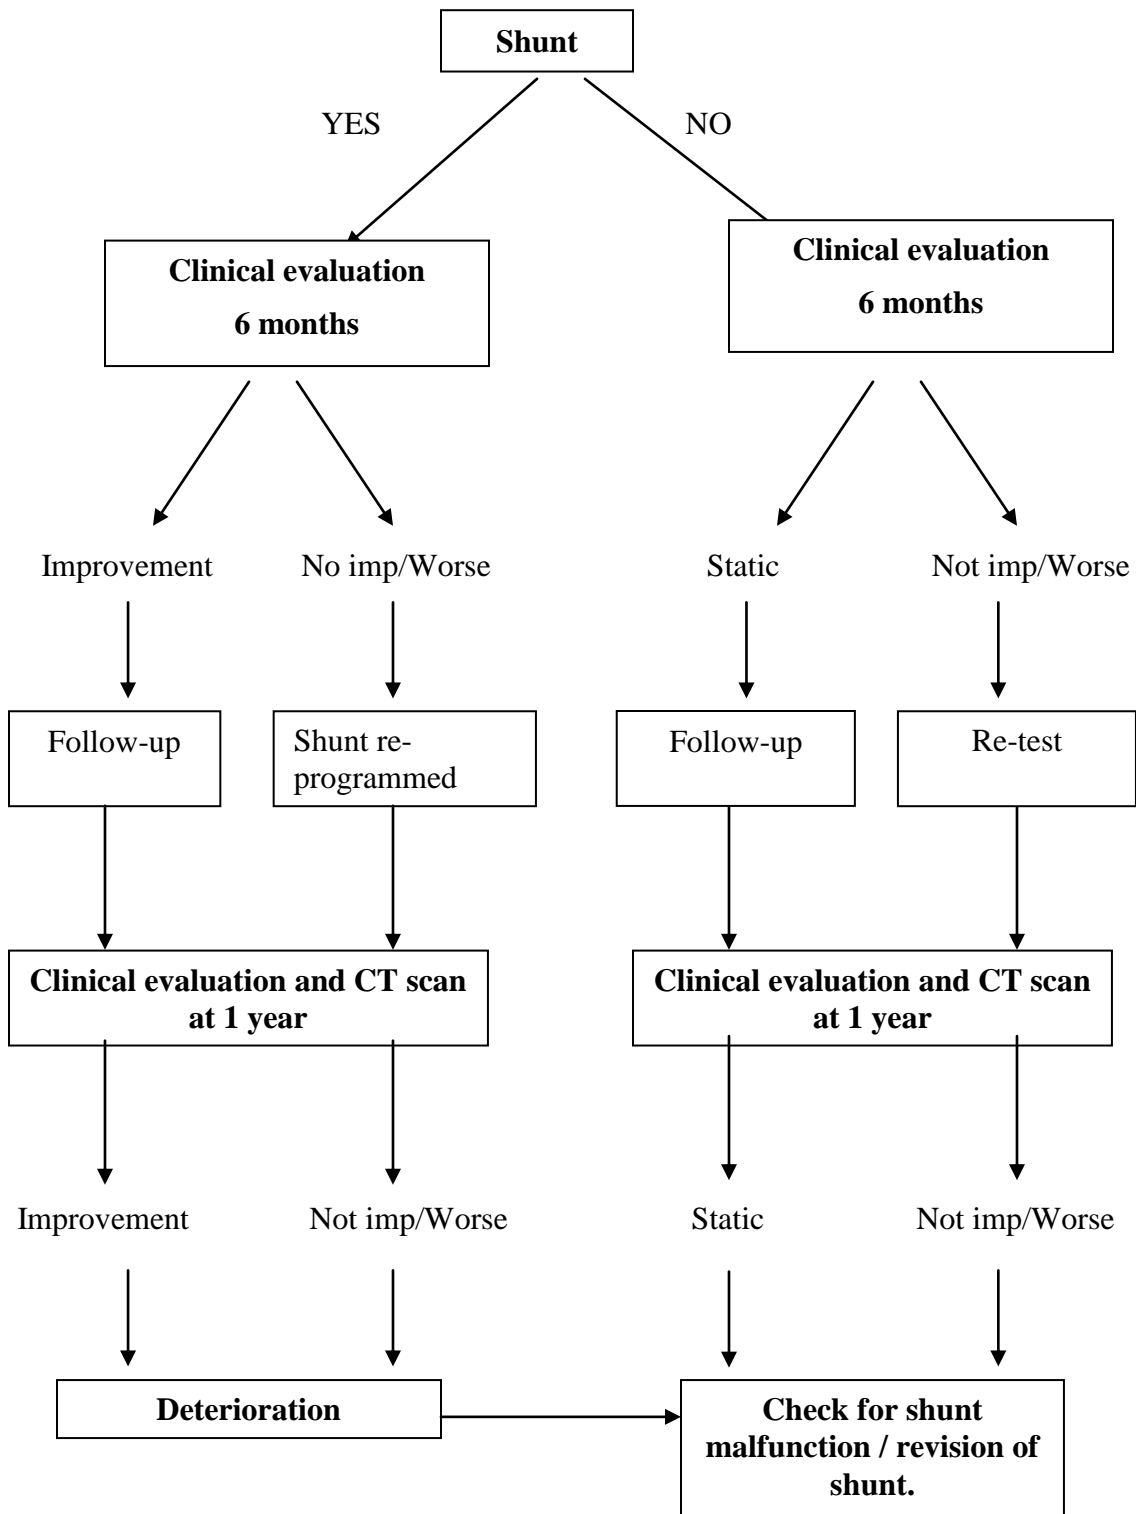 Shunt
YES
NO
Clinical evaluation
6 months
Clinical evaluation
6 months
Improvement
No imp/Worse
Static
Not imp/Worse
Follow-up
Shunt re-
programmed
Follow-up
Re-test
Clinical evaluation and CT scan
at 1 year
Clinical evaluation and CT scan
at 1 year
Improvement
Not imp/Worse
Static
Not imp/Worse
Deterioration
Check for shunt
malfunction / revision of
shunt.